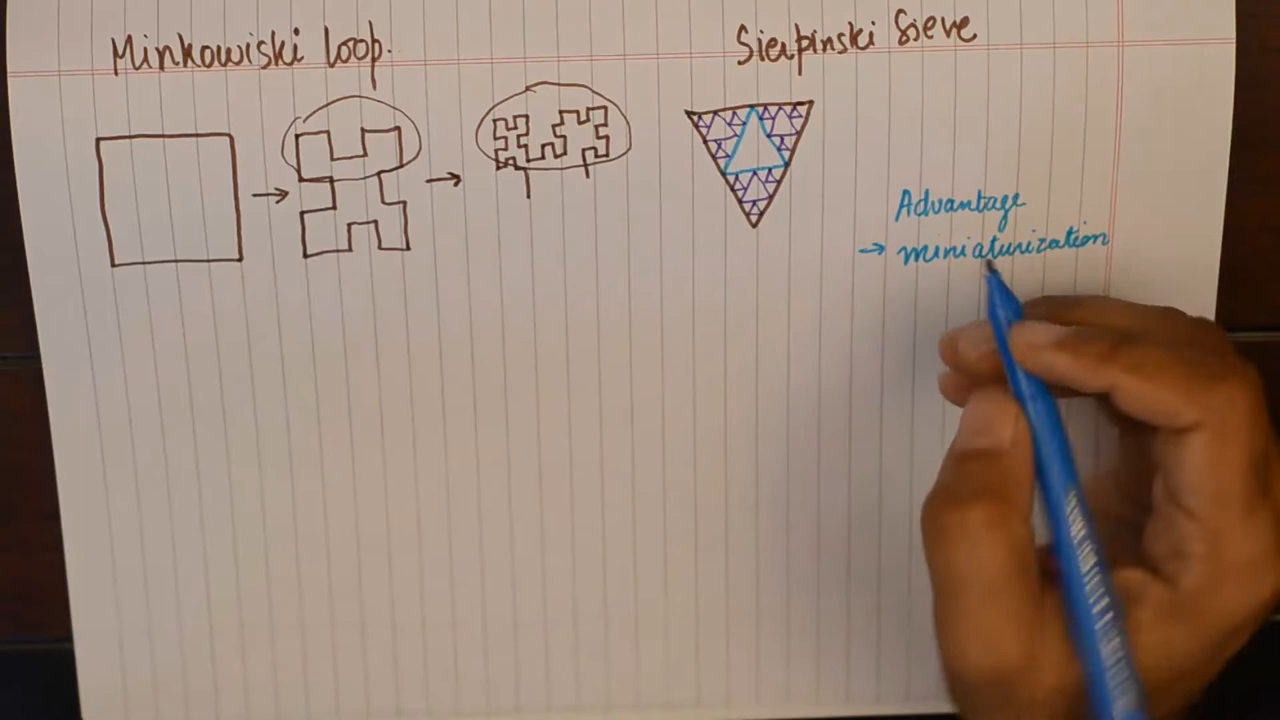 Minkowiski loop.
Sierpinski Sieve
Advantage
→ miniaturization